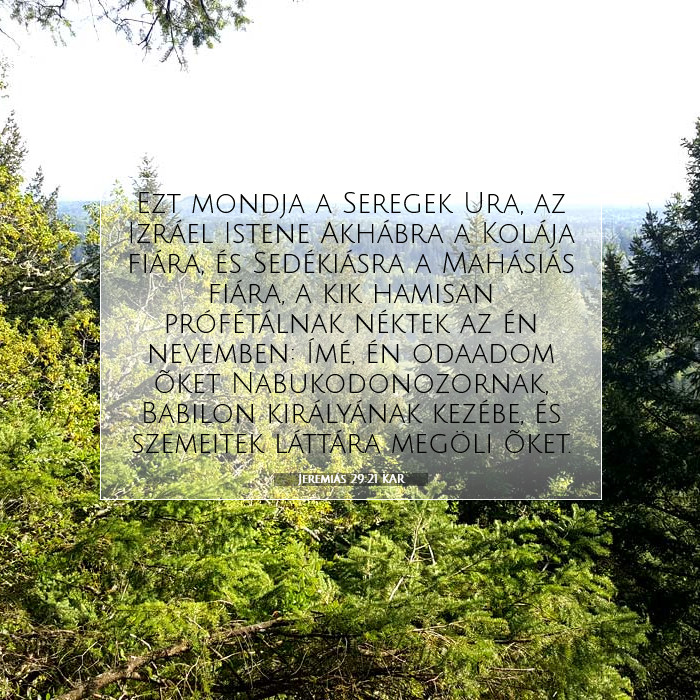 Ezt mondja a Seregek Ura, az
Izráel Istene Akhábra a Kolája
fiára, és Sedékiásra a Mahásiás
fiára, a kik hamisan
prófétálnak néktek az én
nevemben: Ímé, én odaadom
õket Nabukodonozornak,
Babilon királyának kezébe, és
szemeitek láttára megöli õket.
Jeremiás 29:21 KAR